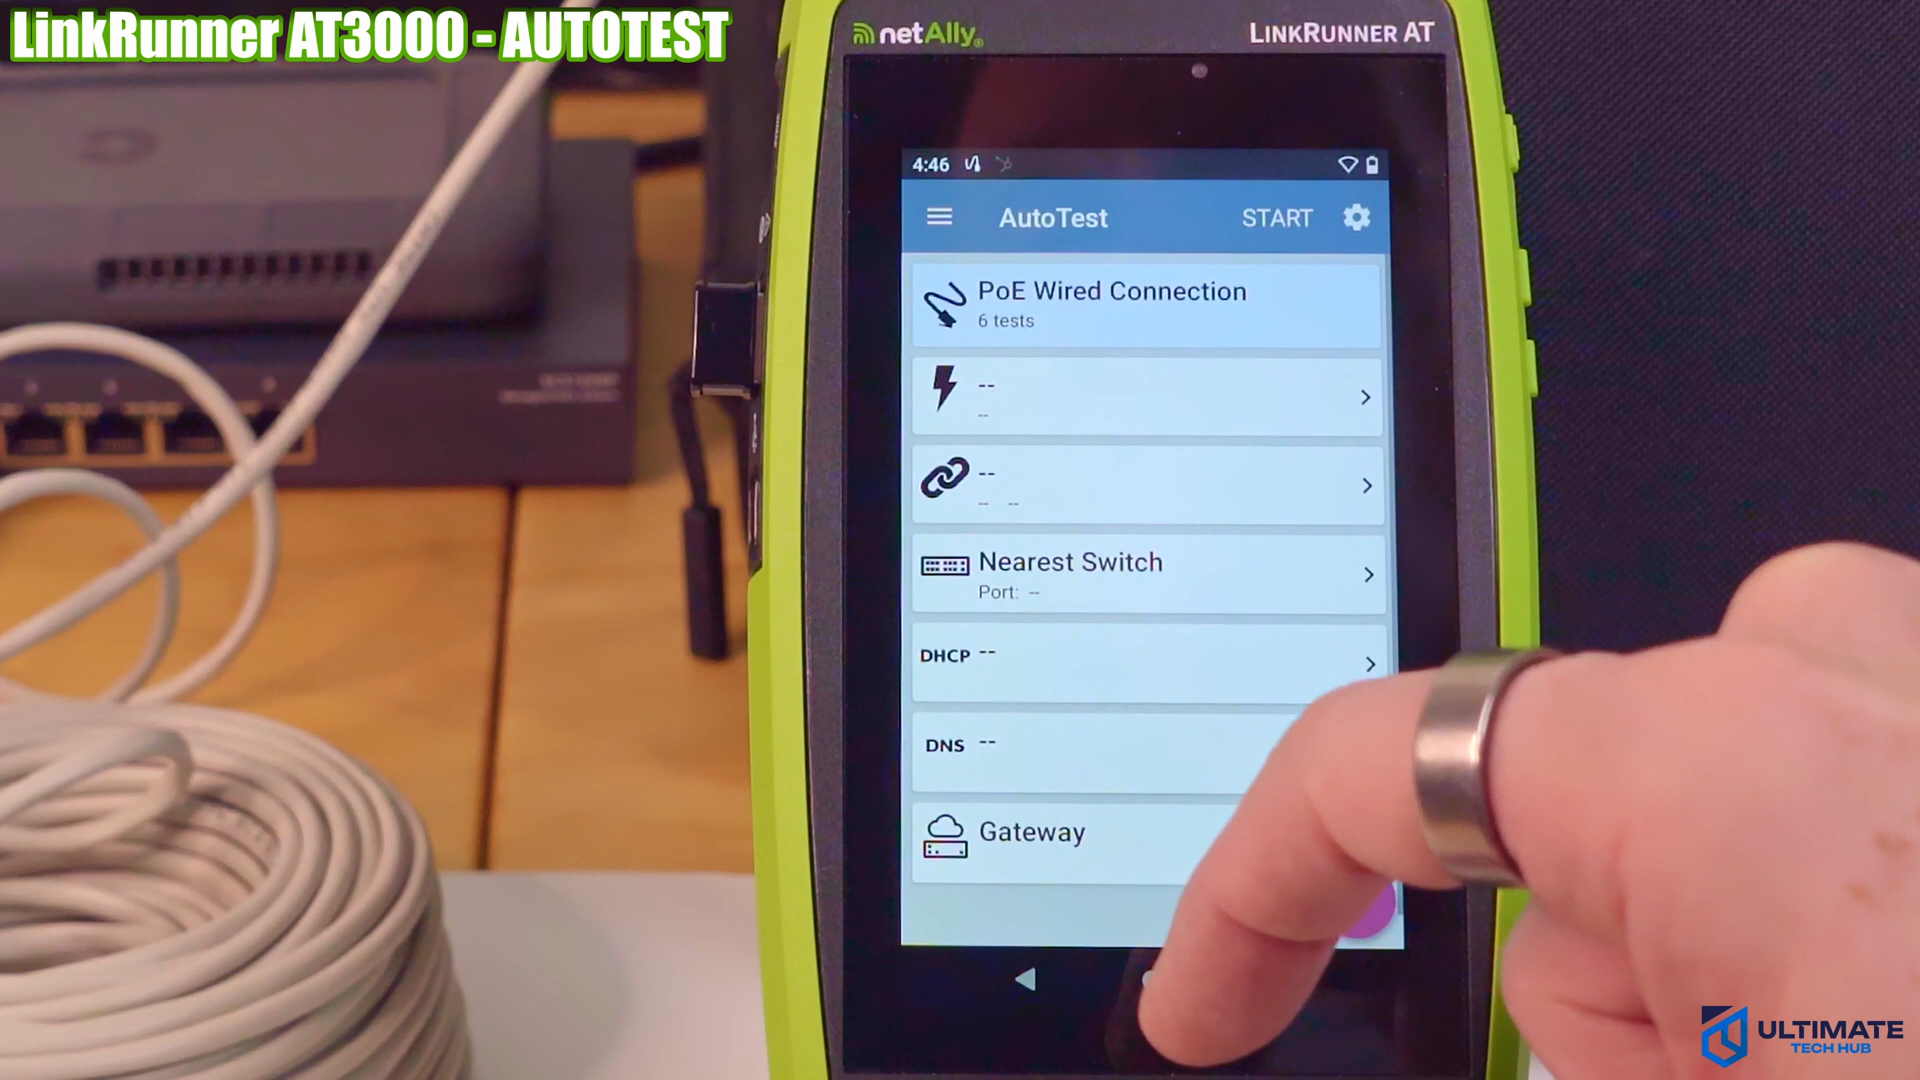 LinkRunner AT3000 - AUTOTEST
netAlly®
LINKRUNNER AT
4:46
AutoTest
START
PoE Wired Connection
6 tests
--
--
--
-- --
Nearest Switch
Port: --
DHCP --
DNS --
Gateway
ULTIMATE
TECH HUB